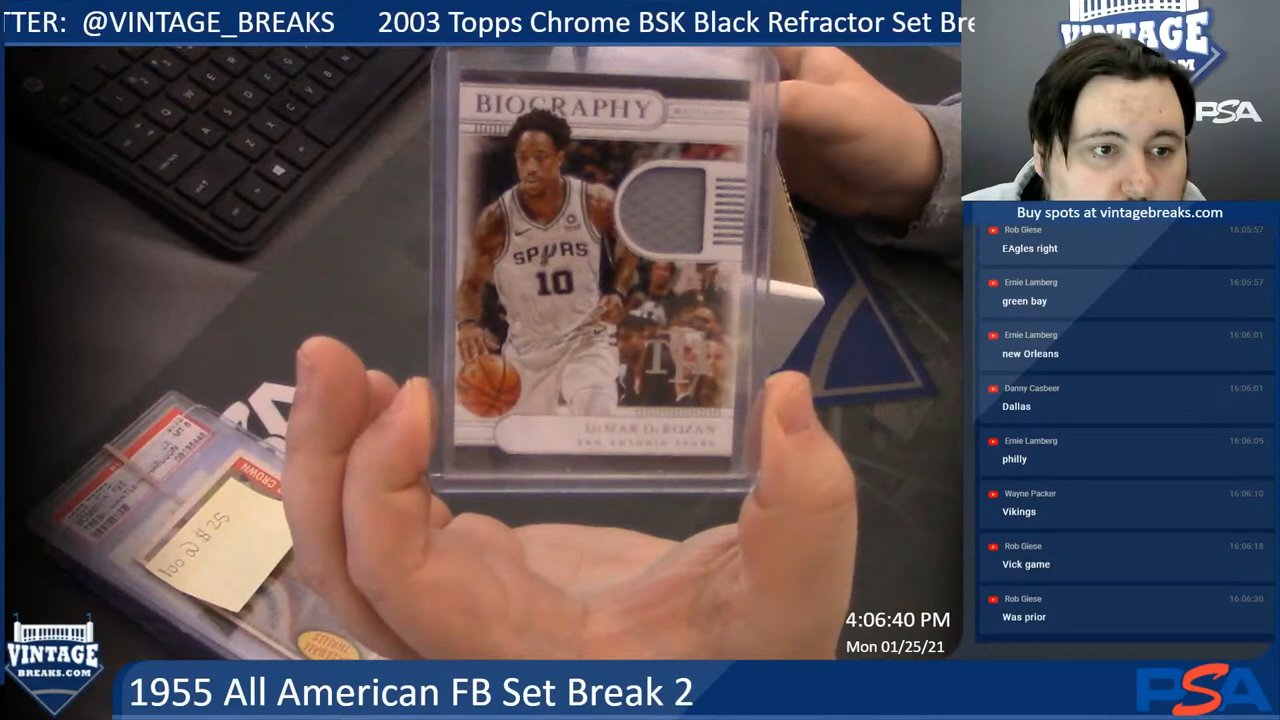 TTER: @VINTAGE_BREAKS 2003 Topps Chrome BSK Black Refractor Set Bre
VINTAGE
PSA
BIOGRAPHY
SPURS
10
DEMAR DEROZAN
SAN ANTONIO SPURS
CROWN
100 @ $25
Buy spots at vintagebreaks.com
Rob Giese 16:05:57
EAgles right
Ernie Lamberg 16:05:57
green bay
Ernie Lamberg 16:06:01
new Orleans
Danny Casbeer 16:06:01
Dallas
Ernie Lamberg 16:06:05
philly
Wayne Packer 16:06:10
Vikings
Rob Giese 16:06:18
Vick game
Rob Giese 16:06:30
Was prior
4:06:40 PM
Mon 01/25/21
VINTAGE
BREAKS.COM
1955 All American FB Set Break 2
PSA